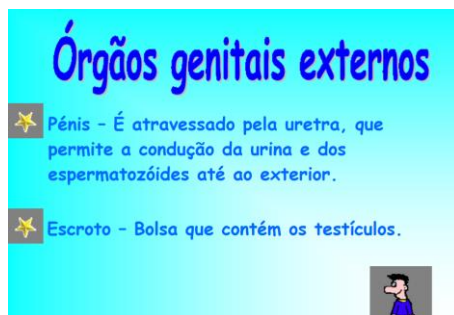 Órgãos genitais externos
Pénis – É atravessado pela uretra, que
permite a condução da urina e dos
espermatozóides até ao exterior.
Escroto – Bolsa que contém os testículos.